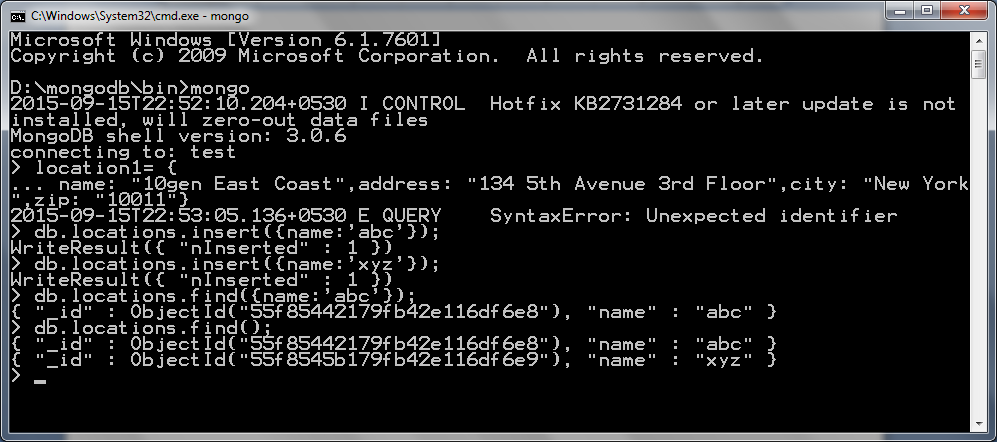 C:\Windows\System32\cmd.exe - mongo
Microsoft Windows [Version 6.1.7601]
Copyright (c) 2009 Microsoft Corporation.  All rights reserved.
D:\mongodb\bin>mongo
2015-09-15T22:52:10.204+0530 I CONTROL  Hotfix KB2731284 or later update is not
installed, will zero-out data files
MongoDB shell version: 3.0.6
connecting to: test
> location1= {
... name: "10gen East Coast",address: "134 5th Avenue 3rd Floor",city: "New York
",zip: "10011"}
2015-09-15T22:53:05.136+0530 E QUERY    SyntaxError: Unexpected identifier
> db.locations.insert({name:'abc'});
WriteResult({ "nInserted" : 1 })
> db.locations.insert({name:'xyz'});
WriteResult({ "nInserted" : 1 })
> db.locations.find({name:'abc'});
{ "_id" : ObjectId("55f85442179fb42e116df6e8"), "name" : "abc" }
> db.locations.find();
{ "_id" : ObjectId("55f85442179fb42e116df6e8"), "name" : "abc" }
{ "_id" : ObjectId("55f8545b179fb42e116df6e9"), "name" : "xyz" }
> _